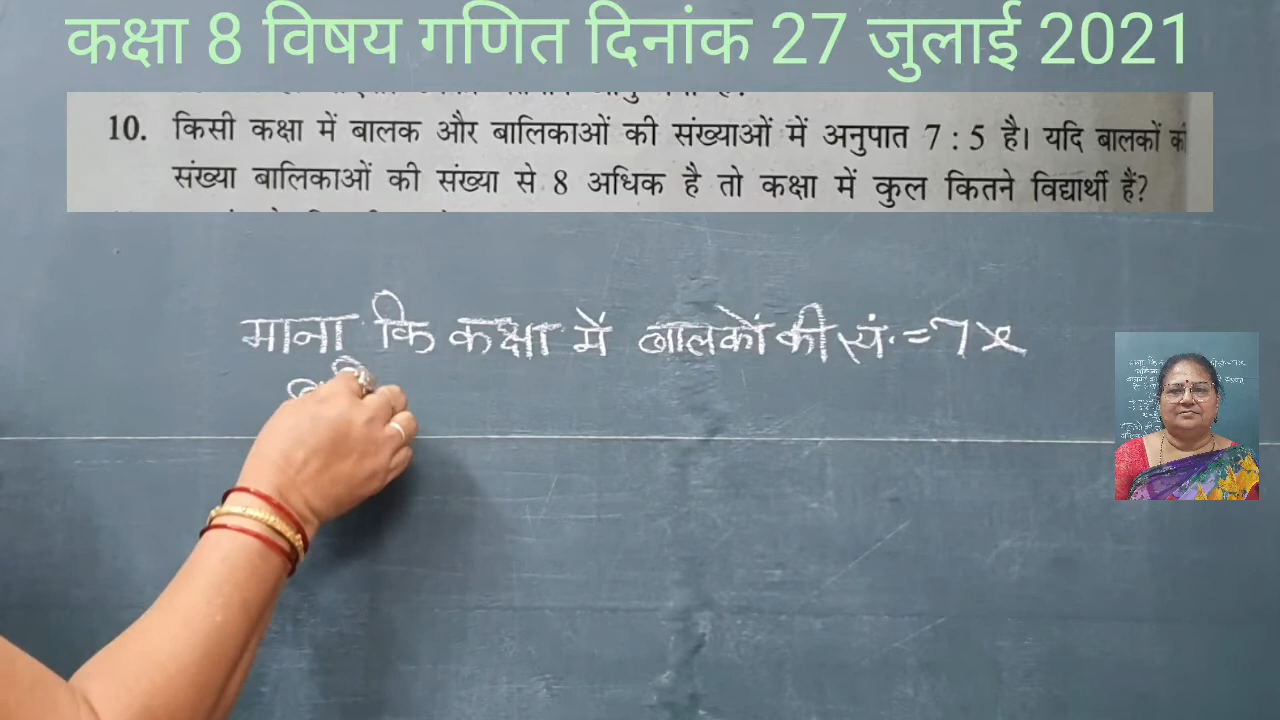 कक्षा 8 विषय गणित दिनांक 27 जुलाई 2021
10. किसी कक्षा में बालक और बालिकाओं की संख्याओं में अनुपात 7 : 5 है। यदि बालकों की
संख्या बालिकाओं की संख्या से 8 अधिक है तो कक्षा में कुल कितने विद्यार्थी हैं?
माना कि कक्षा में बालकों की सं. = 7x